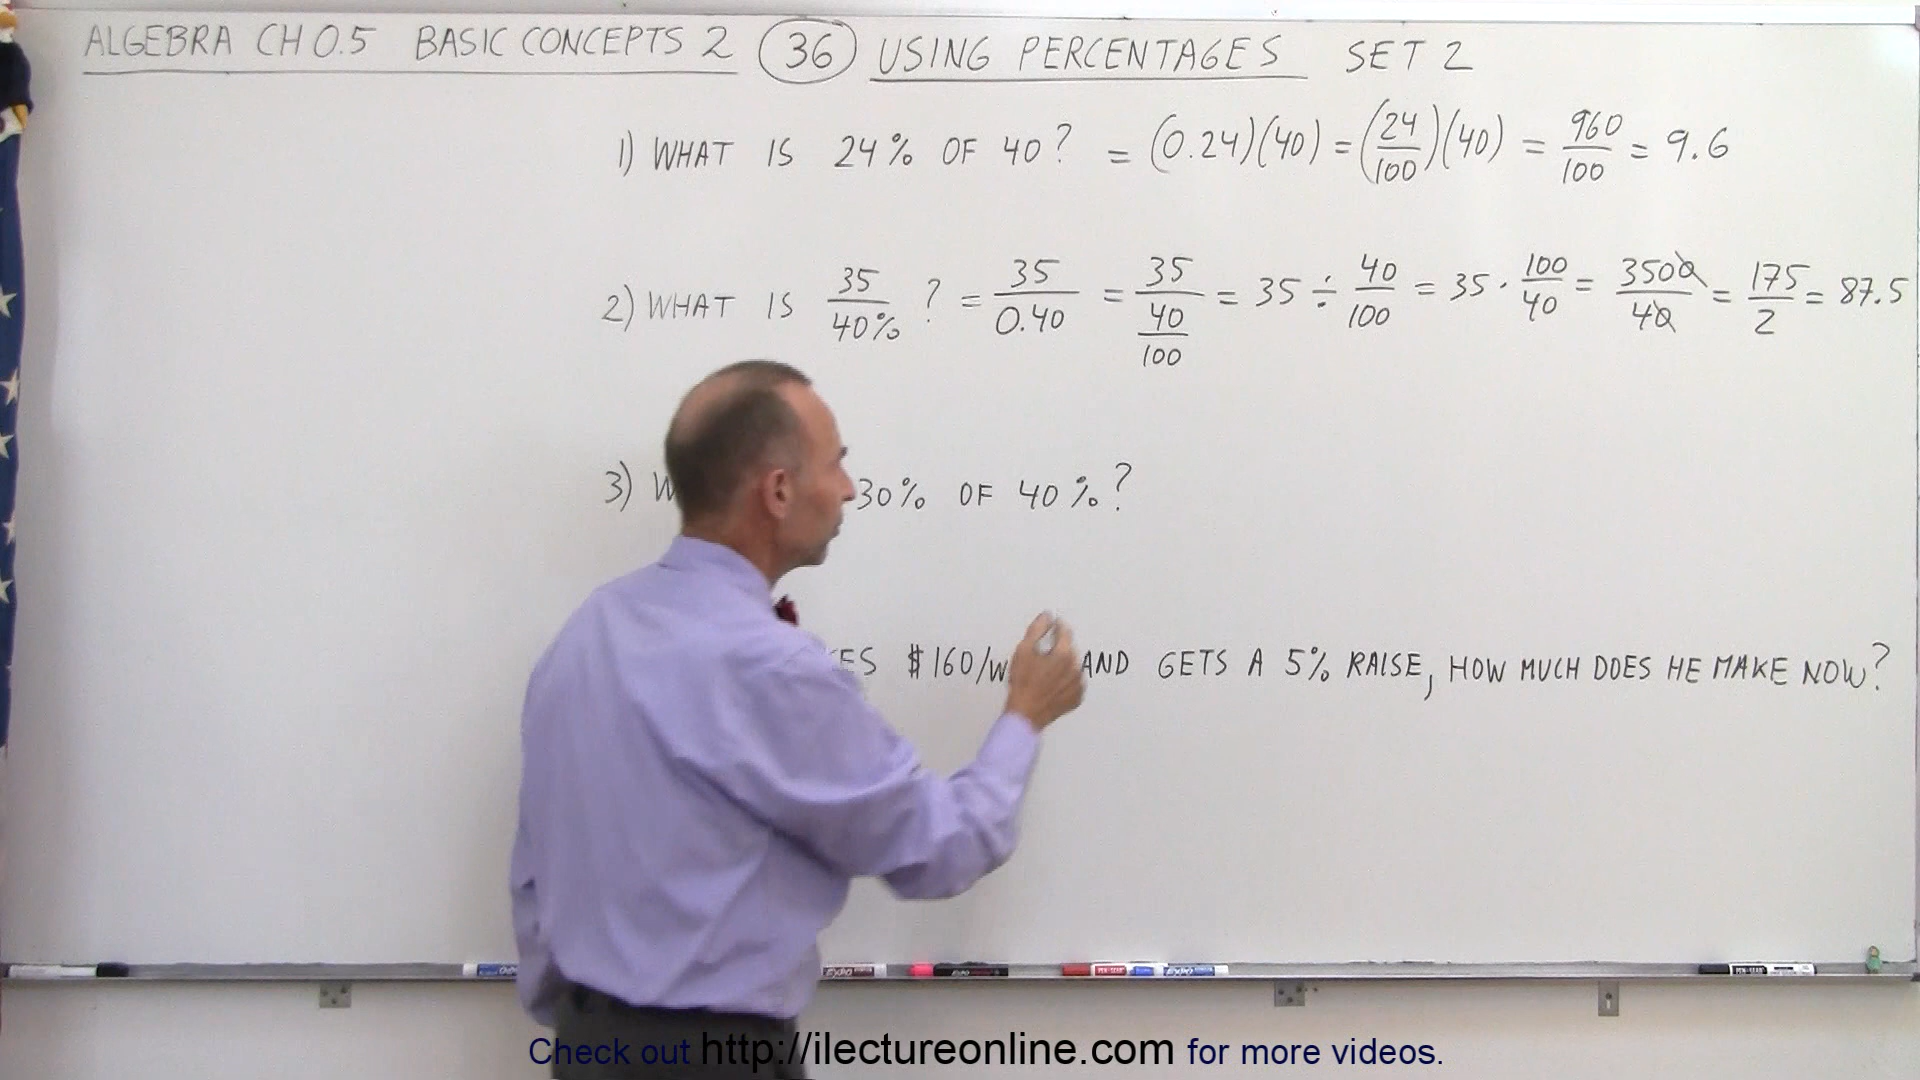 ALGEBRA CH 0.5 BASIC CONCEPTS 2 36 USING PERCENTAGES SET 2
1) WHAT IS 24% OF 40? = (0.24)(40) = (24/100)(40) = 960/100 = 9.6
2) WHAT IS 35/40% ? = 35/0.40 = 35/(40/100) = 35 ÷ 40/100 = 35 · 100/40 = 3500/40 = 175/2 = 87.5
3) 30% OF 40%?
$160/ AND GETS A 5% RAISE, HOW MUCH DOES HE MAKE NOW?
Check out http://ilectureonline.com for more videos.